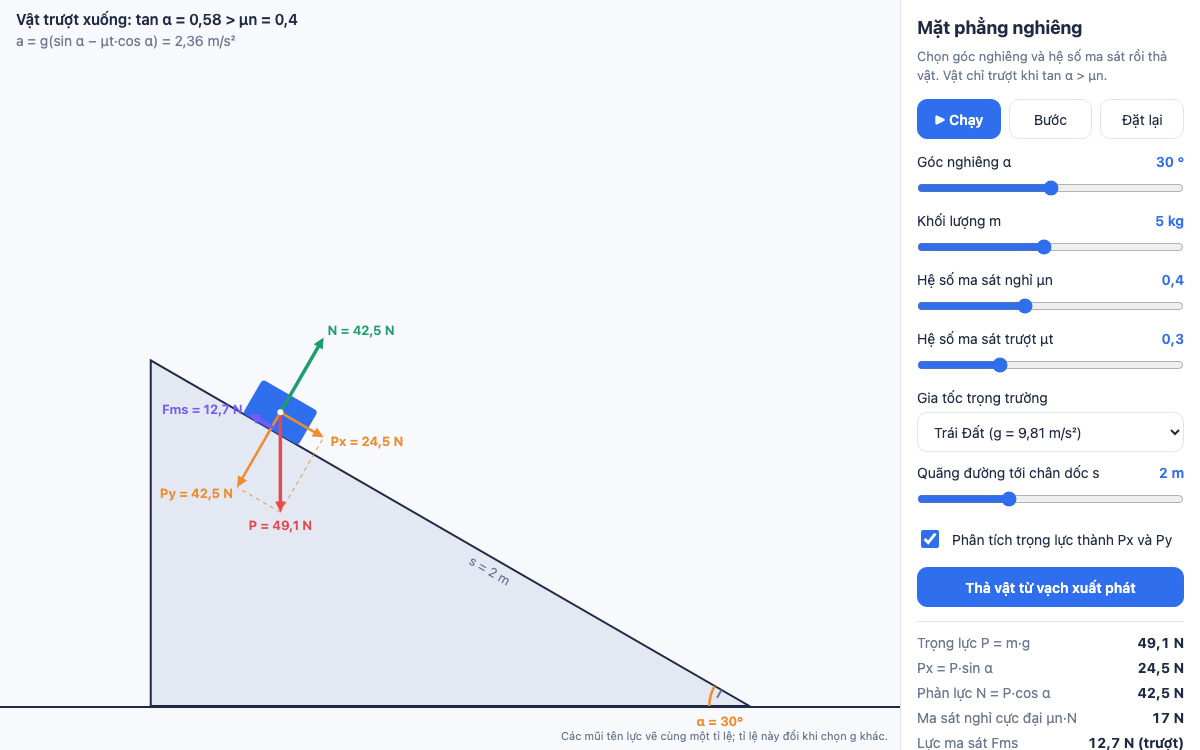 Vật trượt xuống: tan α = 0,58 > μn = 0,4
a = g(sin α − μt·cos α) = 2,36 m/s²
N = 42,5 N
Fms = 12,7 N
Px = 24,5 N
Py = 42,5 N
P = 49,1 N
s = 2 m
α = 30°
Các mũi tên lực vẽ cùng một tỉ lệ; tỉ lệ này đổi khi chọn g khác.
Mặt phẳng nghiêng
Chọn góc nghiêng và hệ số ma sát rồi thả
vật. Vật chỉ trượt khi tan α > μn.
▶ Chạy
Bước
Đặt lại
Góc nghiêng α 30 °
Khối lượng m 5 kg
Hệ số ma sát nghỉ μn 0,4
Hệ số ma sát trượt μt 0,3
Gia tốc trọng trường
Trái Đất (g = 9,81 m/s²)
Quãng đường tới chân dốc s 2 m
Phân tích trọng lực thành Px và Py
Thả vật từ vạch xuất phát
Trọng lực P = m·g 49,1 N
Px = P·sin α 24,5 N
Phản lực N = P·cos α 42,5 N
Ma sát nghỉ cực đại μn·N 17 N
Lực ma sát Fms 12,7 N (trượt)